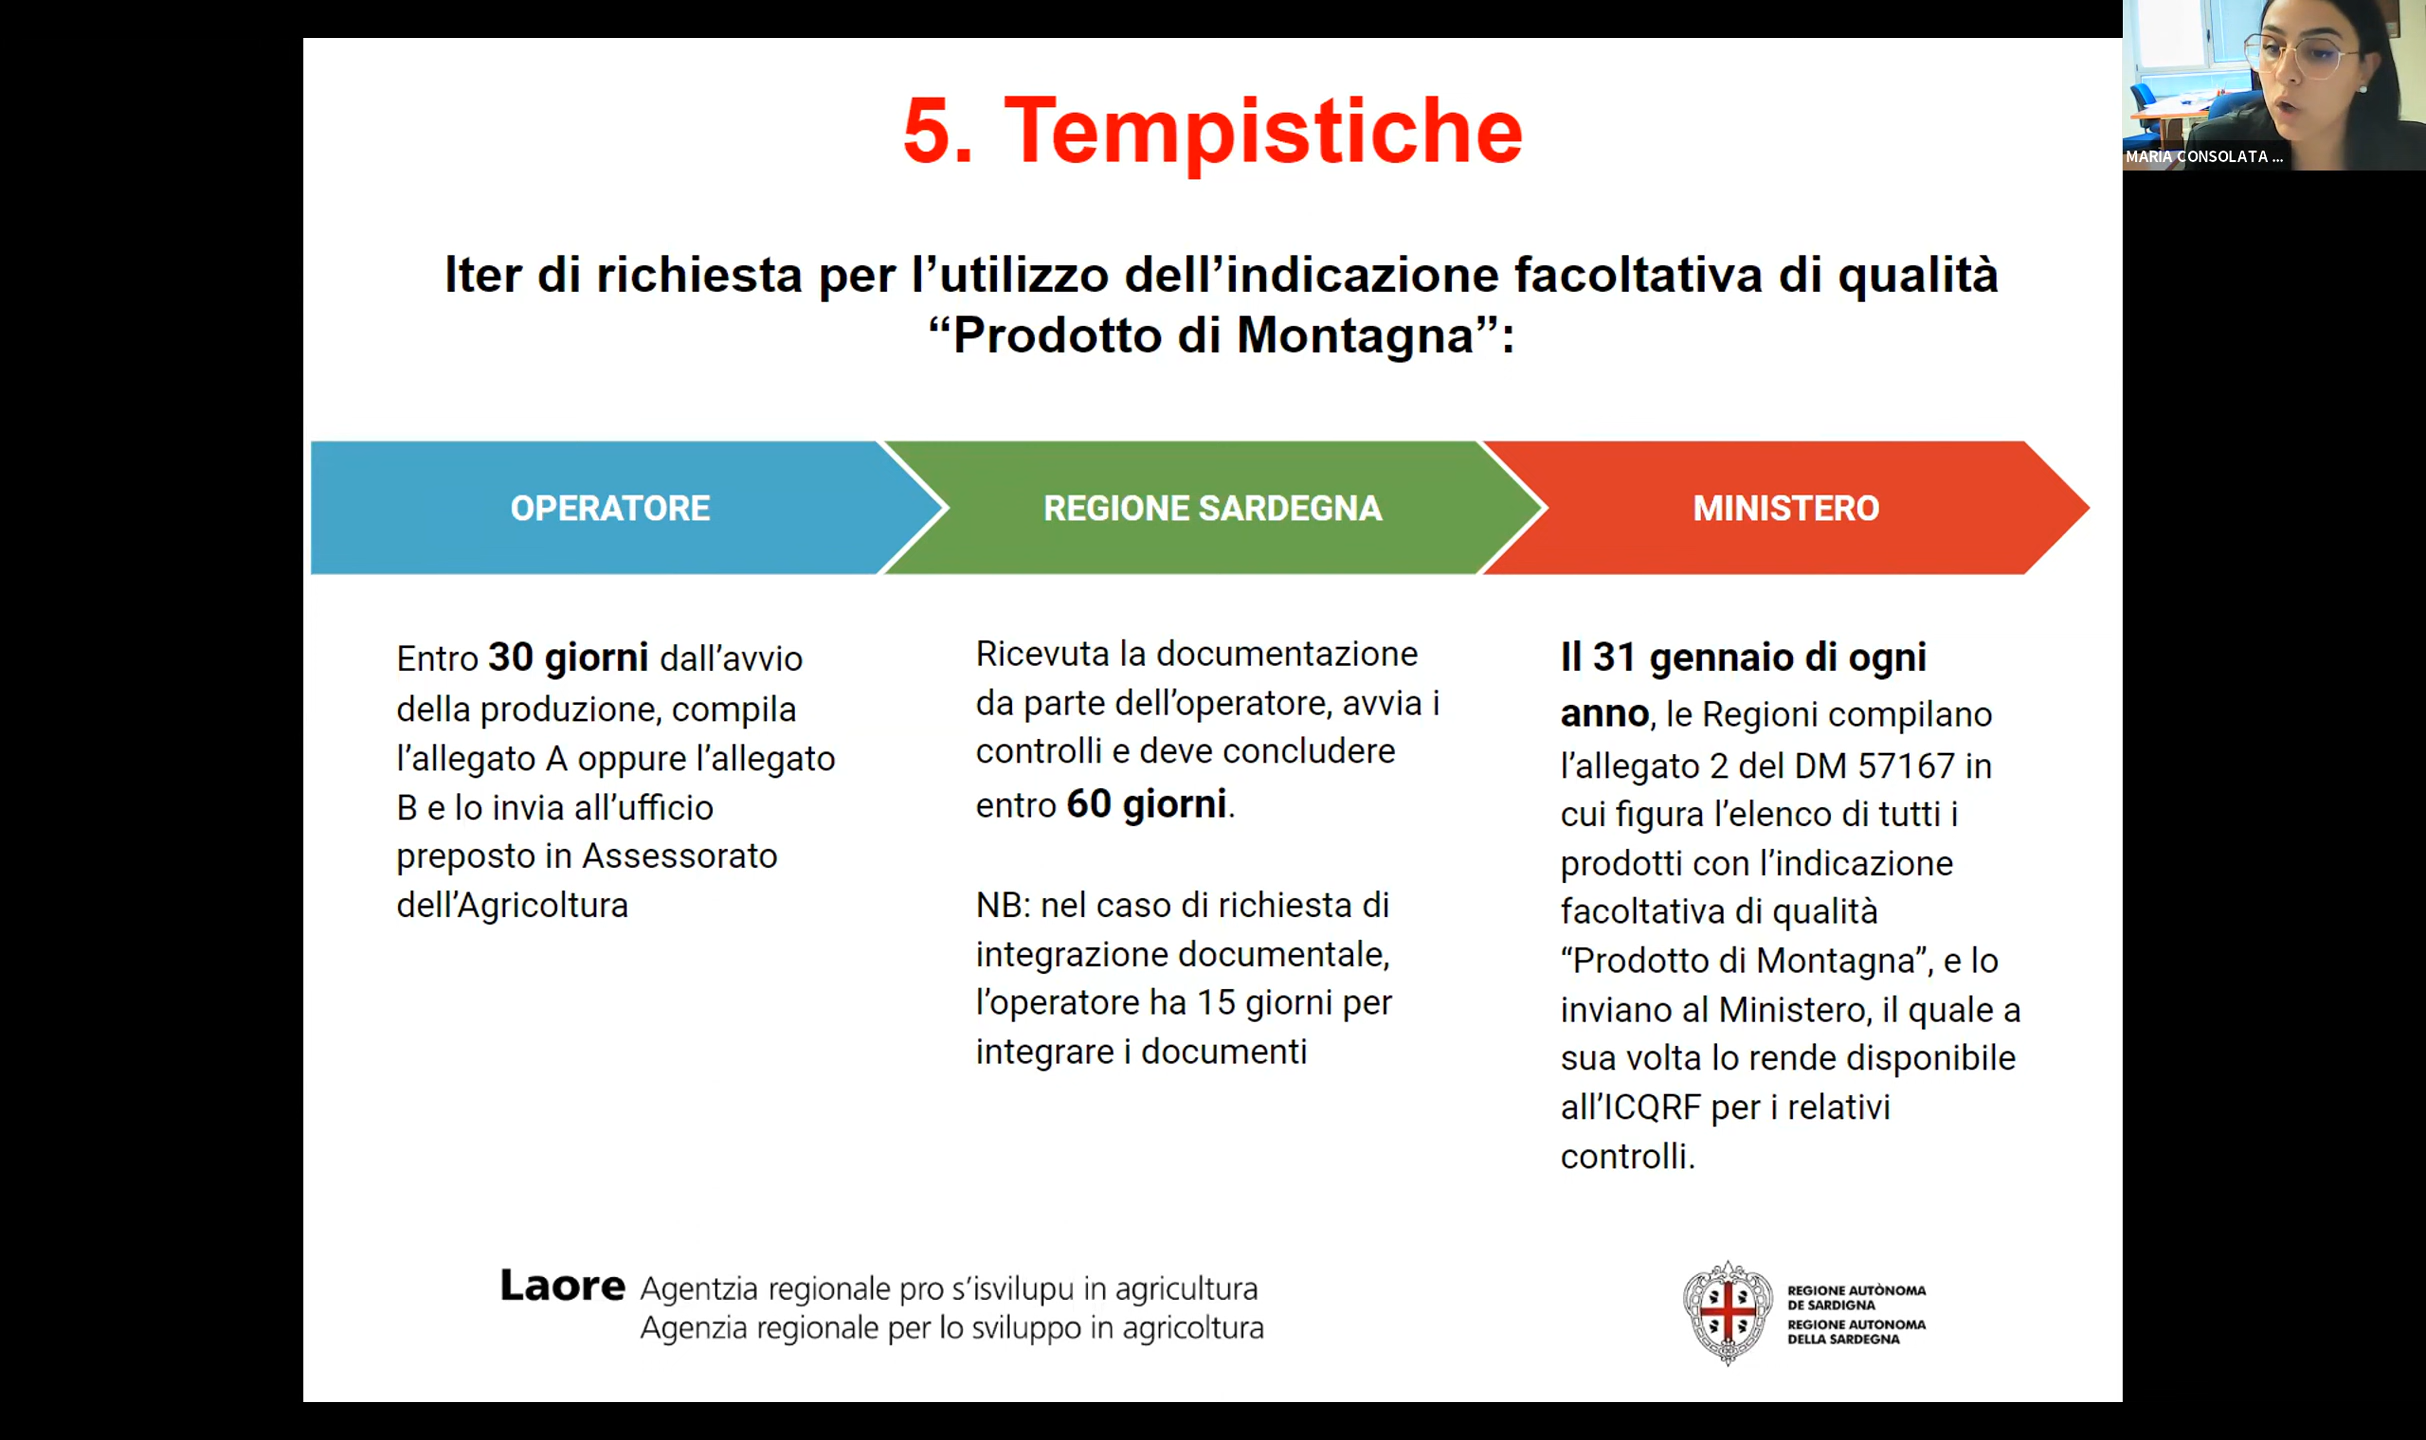 5. Tempistiche
Iter di richiesta per l’utilizzo dell’indicazione facoltativa di qualità
“Prodotto di Montagna”:
OPERATORE
REGIONE SARDEGNA
MINISTERO
Entro 30 giorni dall’avvio
della produzione, compila
l’allegato A oppure l’allegato
B e lo invia all’ufficio
preposto in Assessorato
dell’Agricoltura
Ricevuta la documentazione
da parte dell’operatore, avvia i
controlli e deve concludere
entro 60 giorni.
NB: nel caso di richiesta di
integrazione documentale,
l’operatore ha 15 giorni per
integrare i documenti
Il 31 gennaio di ogni
anno, le Regioni compilano
l’allegato 2 del DM 57167 in
cui figura l’elenco di tutti i
prodotti con l’indicazione
facoltativa di qualità
“Prodotto di Montagna”, e lo
inviano al Ministero, il quale a
sua volta lo rende disponibile
all’ICQRF per i relativi
controlli.
Laore Agentzia regionale pro s’isvilupu in agricultura
Agenzia regionale per lo sviluppo in agricoltura
REGIONE AUTÒNOMA
DE SARDIGNA
REGIONE AUTONOMA
DELLA SARDEGNA
MARIA CONSOLATA ...